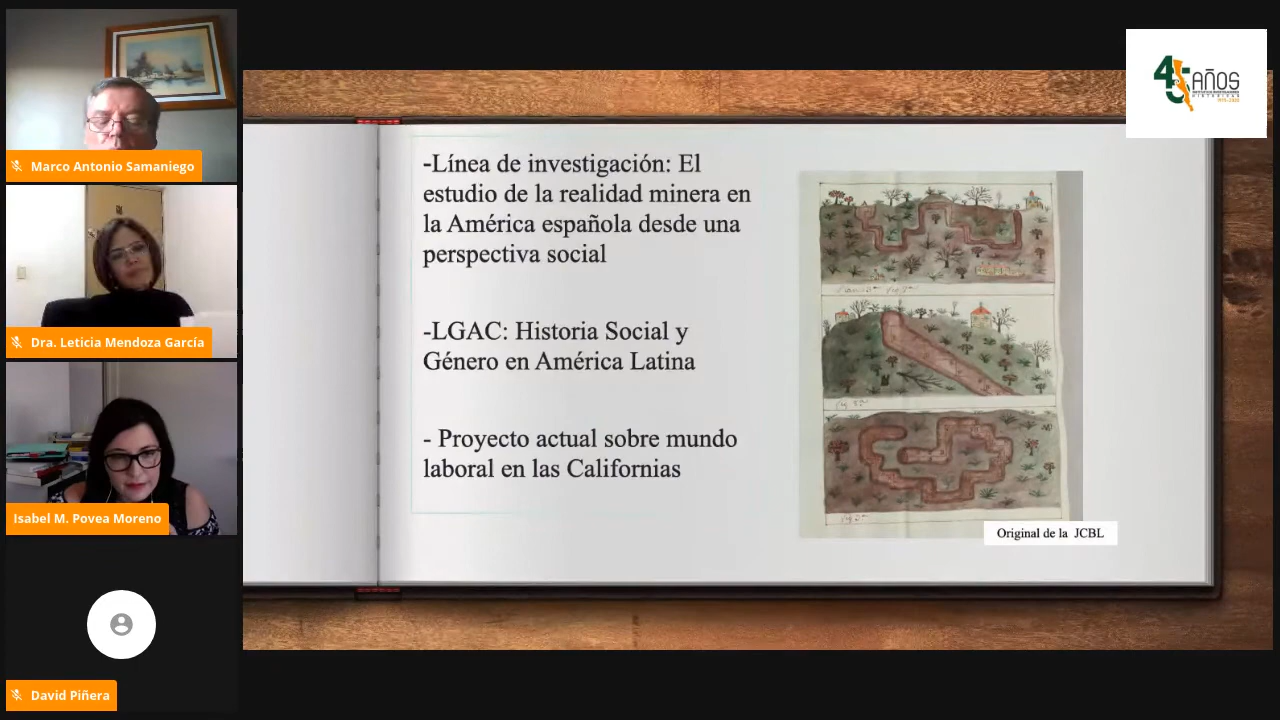 Marco Antonio Samaniego
Dra. Leticia Mendoza García
Isabel M. Povea Moreno
David Piñera
-Línea de investigación: El
estudio de la realidad minera en
la América española desde una
perspectiva social
-LGAC: Historia Social y
Género en América Latina
- Proyecto actual sobre mundo
laboral en las Californias
Original de la JCBL
45 AÑOS